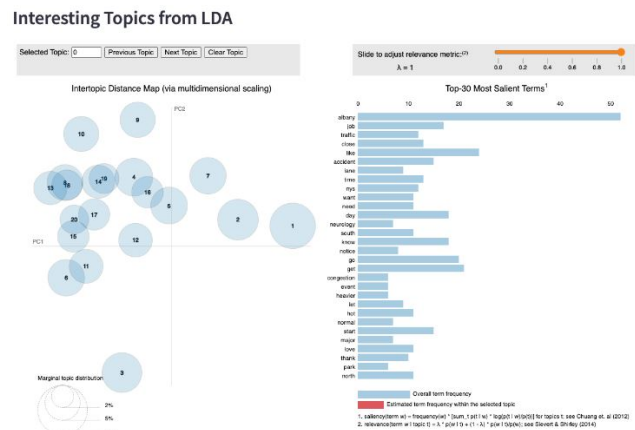 Interesting Topics from LDA
Selected Topic: 0 Previous Topic Next Topic Clear Topic
Slide to adjust relevance metric:(2)
λ = 1
0.0 0.2 0.4 0.6 0.8 1.0
Intertopic Distance Map (via multidimensional scaling)
PC2
PC1
9
10
4
7
13
14
17
20
15
2
1
12
11
6
3
Marginal topic distribution
2%
5%
Top-30 Most Salient Terms1
0 10 20 30 40 50
albany
job
traffic
close
like
accident
lane
time
nys
want
need
day
neurology
south
know
notice
go
get
congestion
event
heavier
let
hot
normal
start
major
love
thank
park
north
Overall term frequency
Estimated term frequency within the selected topic
1. saliency(term w) = frequency(w) * [sum_t p(t | w) * log(p(t | w)/p(t))] for topics t; see Chuang et. al (2012)
2. relevance(term w | topic t) = λ * p(w | t) + (1 - λ) * p(w | t)/p(w); see Sievert & Shirley (2014)